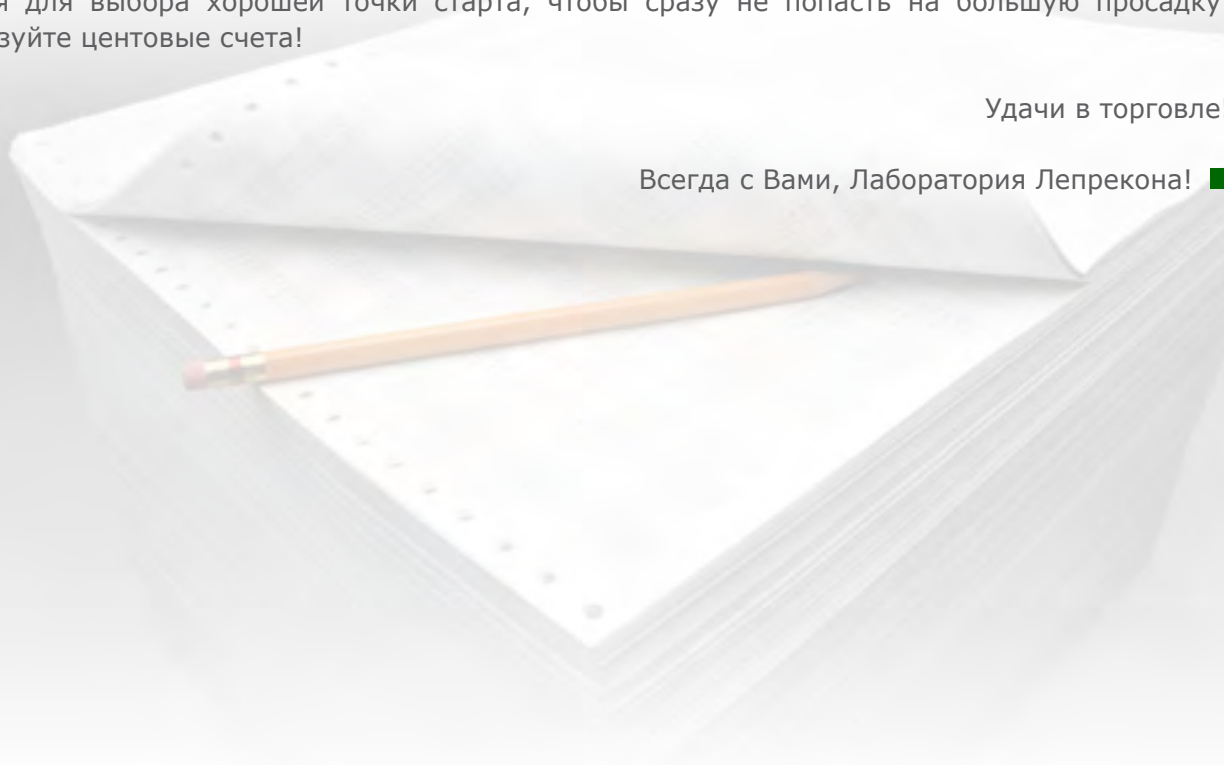 для выбора хорошей точки старта, чтобы сразу не попасть на большую просадку
центовые счета!
Удачи в торговле!
Всегда с Вами, Лаборатория Лепрекона!